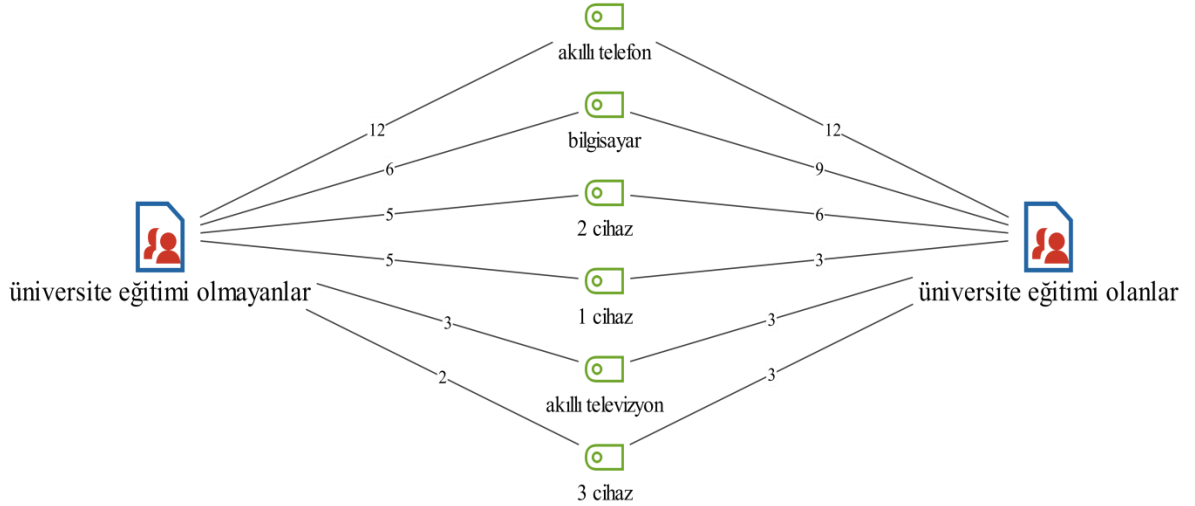 akıllı telefon
12
12
bilgisayar
6
9
2 cihaz
5
6
üniversite eğitimi olmayanlar
üniversite eğitimi olanlar
5
3
1 cihaz
3
3
akıllı televizyon
2
3
3 cihaz